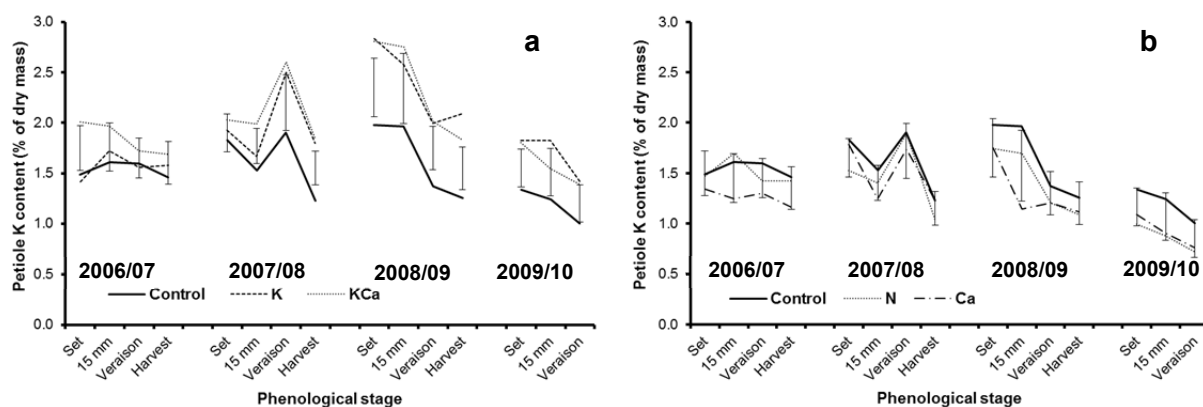 a
Petiole K content (% of dry mass)
3.0
2.5
2.0
1.5
1.0
0.5
0.0
2006/07 2007/08 2008/09 2009/10
Control K KCa
Set 15 mm Veraison Harvest Set 15 mm Veraison Harvest Set 15 mm Veraison Harvest Set 15 mm Veraison
Phenological stage
b
Petiole K content (% of dry mass)
3.0
2.5
2.0
1.5
1.0
0.5
0.0
2006/07 2007/08 2008/09 2009/10
Control N Ca
Set 15 mm Veraison Harvest Set 15 mm Veraison Harvest Set 15 mm Veraison Harvest Set 15 mm Veraison
Phenological stage